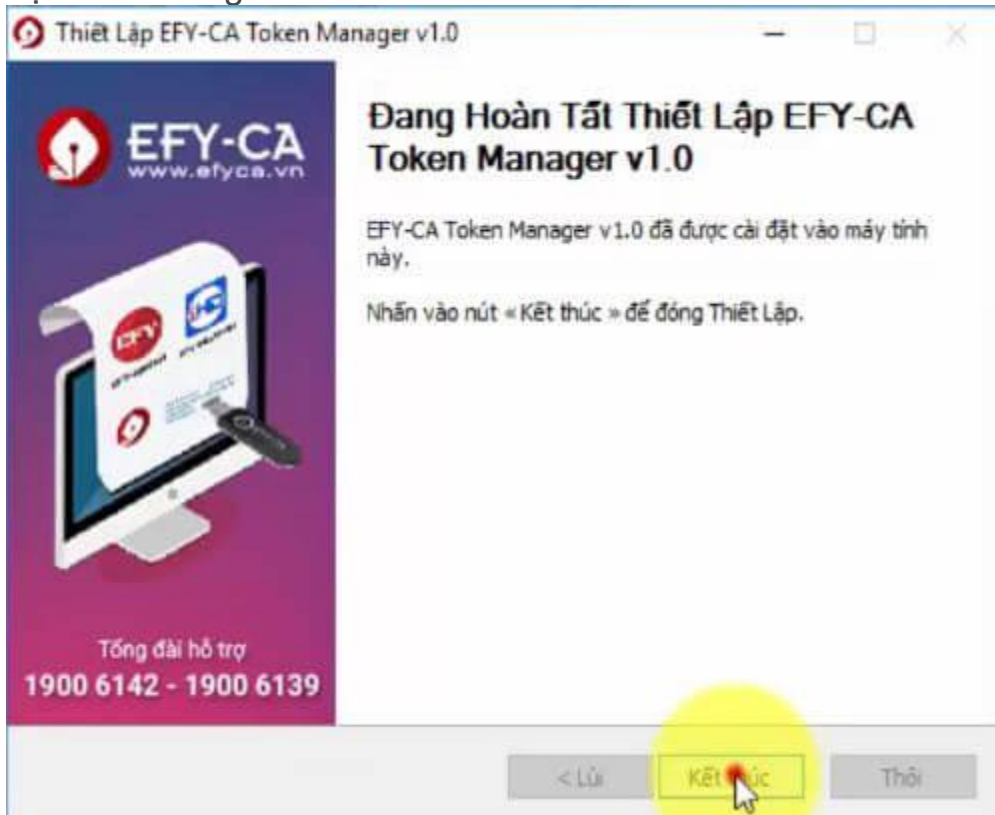 Thiết Lập EFY-CA Token Manager v1.0
EFY-CA
www.efyca.vn
Đang Hoàn Tất Thiết Lập EFY-CA
Token Manager v1.0
EFY-CA Token Manager v1.0 đã được cài đặt vào máy tính
này.
Nhấn vào nút «Kết thúc » để đóng Thiết Lập.
EFY
Tổng đài hỗ trợ
1900 6142 - 1900 6139
< Lùi
Kết thúc
Thôi